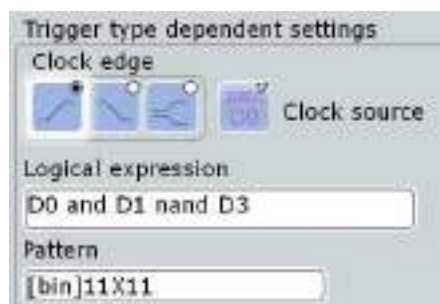 Trigger type dependent settings
Clock edge
Clock source
Logical expression
D0 and D1 nand D3
Pattern
[bin]11X11